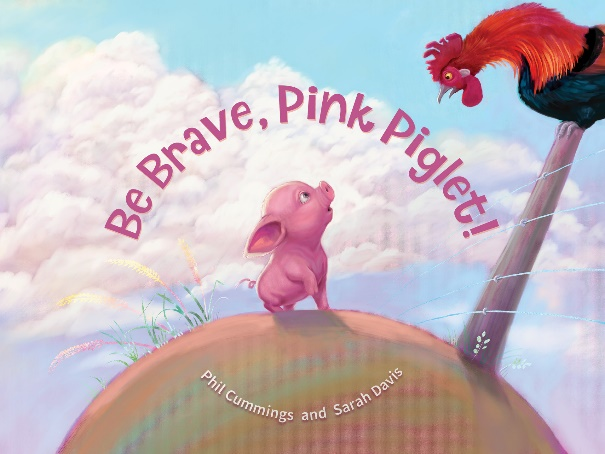 Be Brave, Pink Piglet!
Phil Cummings and Sarah Davis